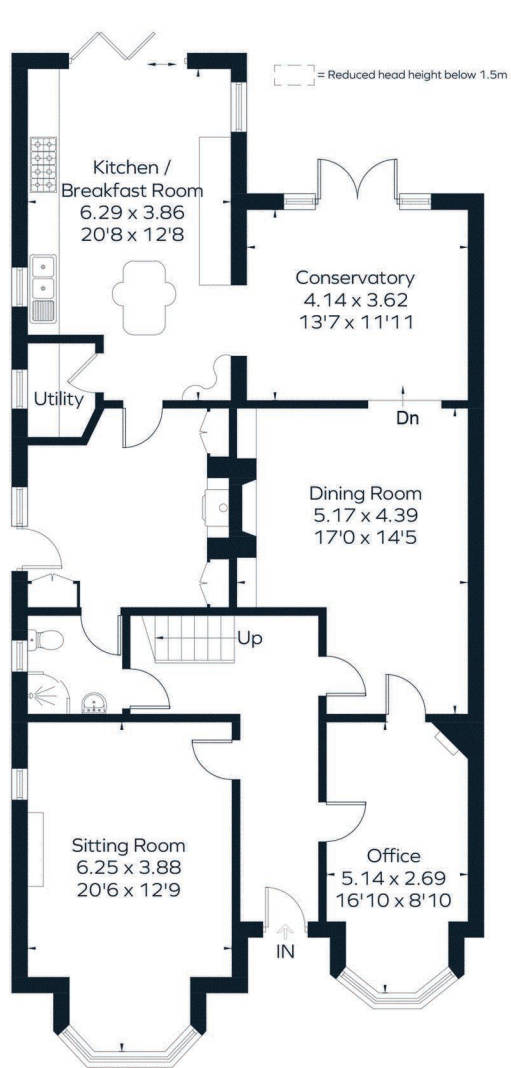 = Reduced head height below 1.5m
Kitchen /
Breakfast Room
6.29 x 3.86
20'8 x 12'8
Conservatory
4.14 x 3.62
13'7 x 11'11
Utility
Dn
Dining Room
5.17 x 4.39
17'0 x 14'5
Up
Sitting Room
6.25 x 3.88
20'6 x 12'9
Office
5.14 x 2.69
16'10 x 8'10
IN